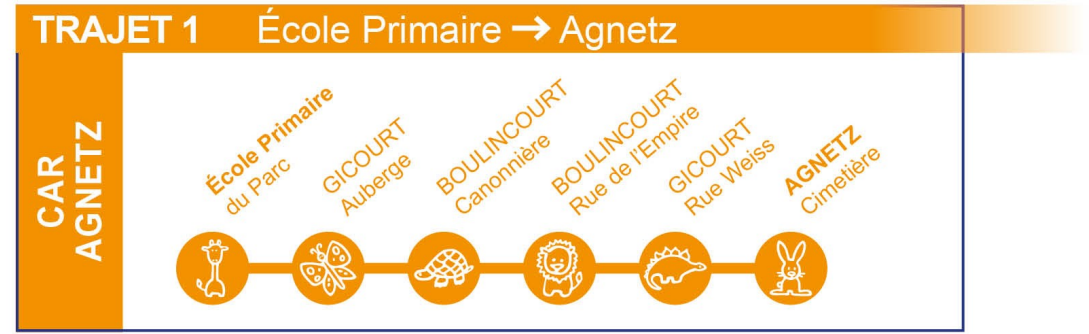 TRAJET 1 École Primaire → Agnetz
CAR
AGNETZ
École Primaire
du Parc
GICOURT
Auberge
BOULINCOURT
Canonnière
BOULINCOURT
Rue de l'Empire
GICOURT
Rue Weiss
AGNETZ
Cimetière